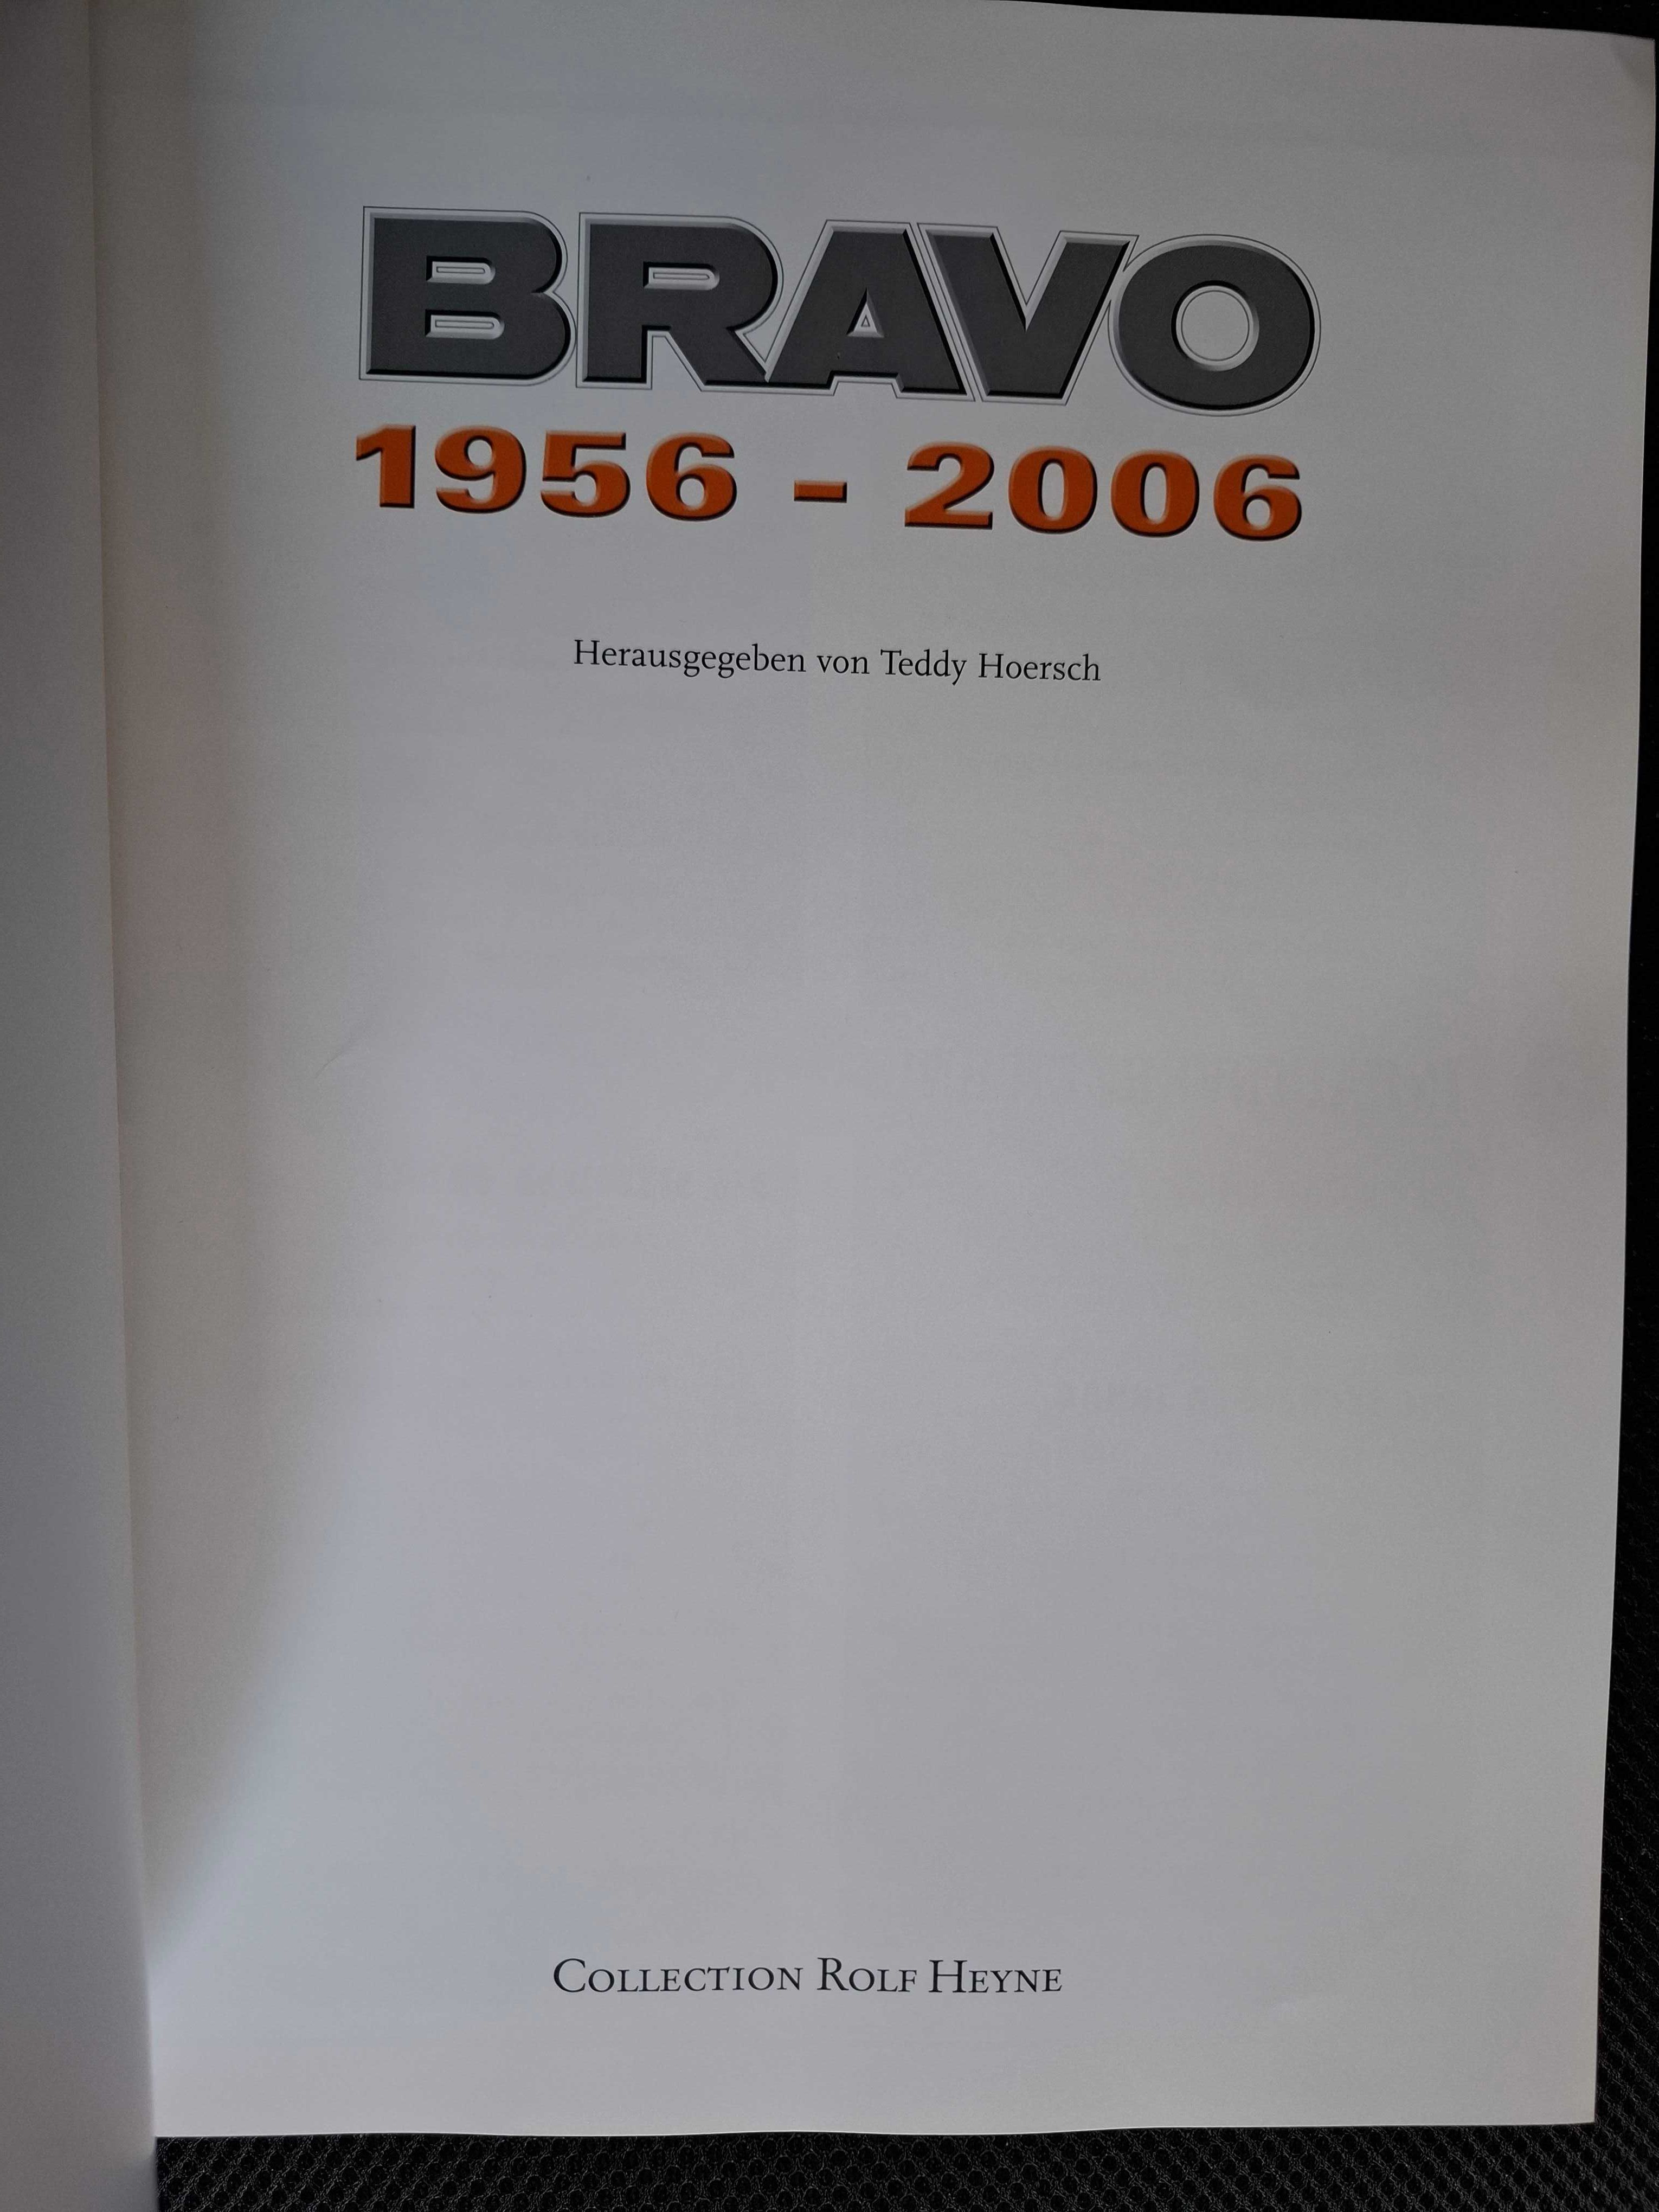 BRAVO
1956 - 2006
Herausgegeben von Teddy Hoersch
COLLECTION ROLF HEYNE